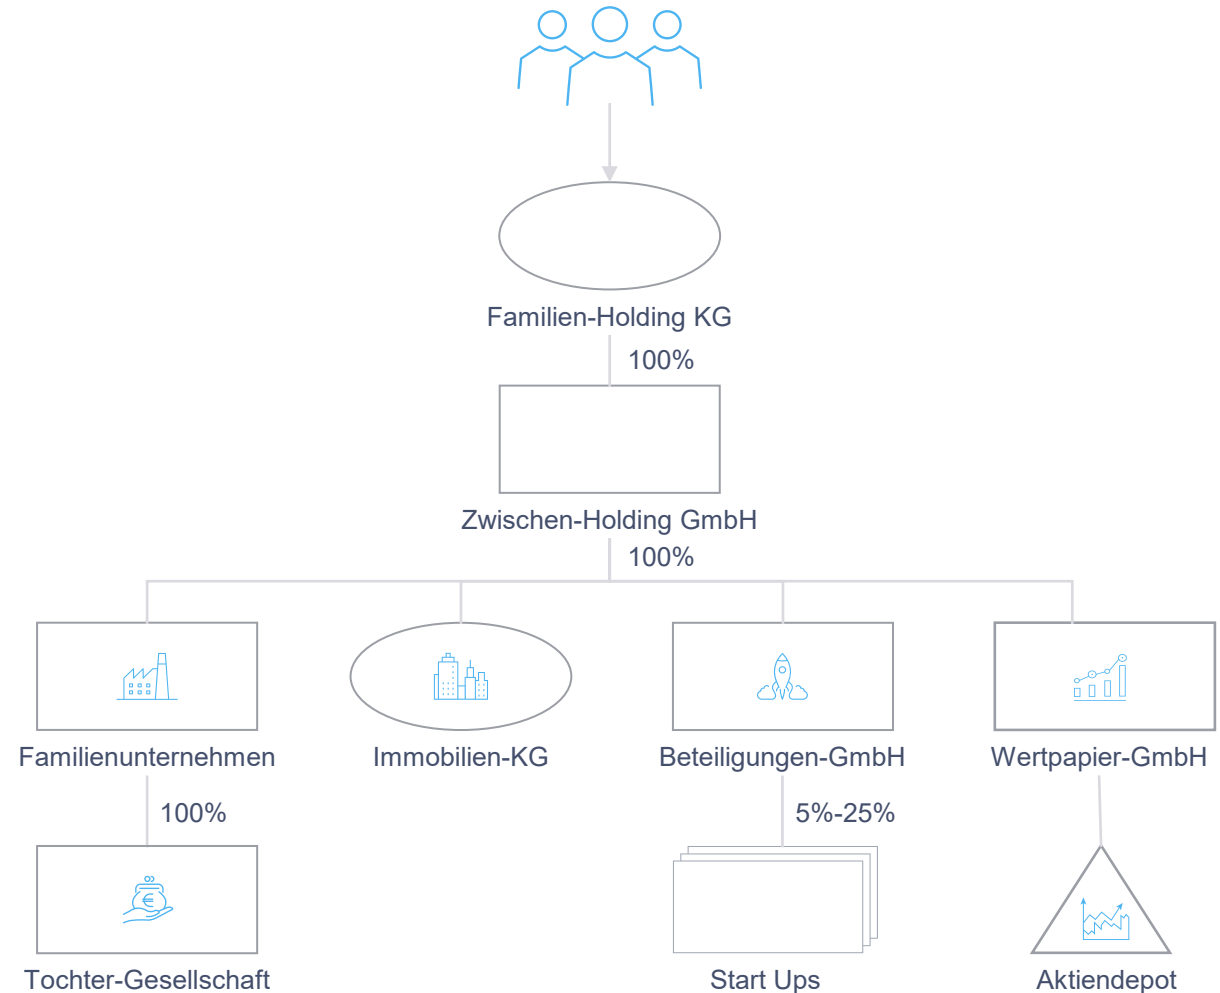 Familien-Holding KG
100%
Zwischen-Holding GmbH
100%
Familienunternehmen
Immobilien-KG
Beteiligungen-GmbH
Wertpapier-GmbH
100%
5%-25%
€
Tochter-Gesellschaft
Start Ups
Aktiendepot